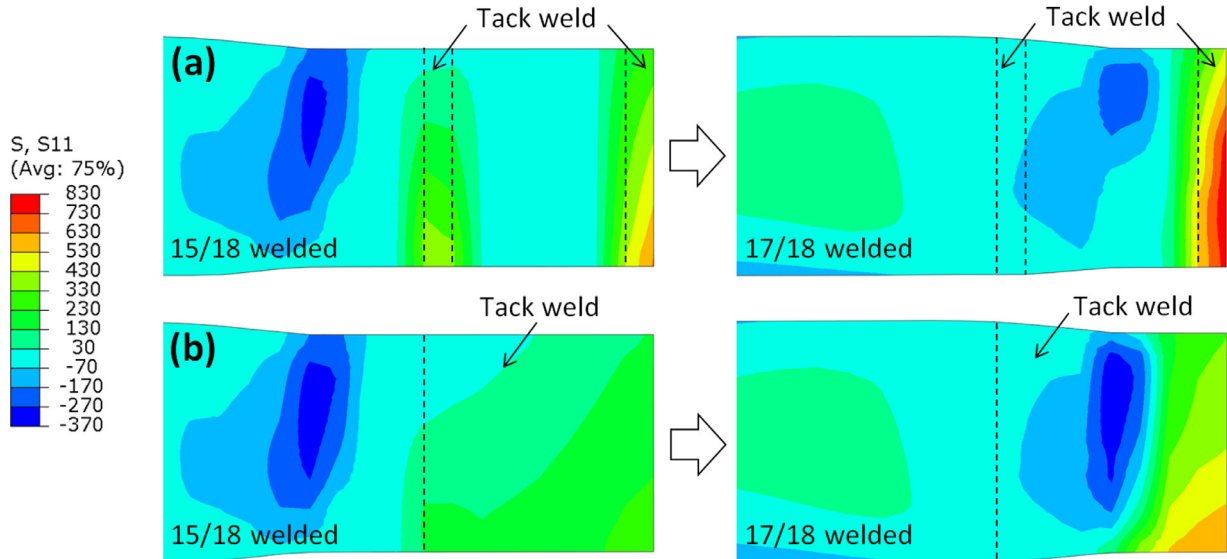 Tack weld
Tack weld
(a)
S, S11
(Avg: 75%)
830
730
630
530
430
330
230
130
30
-70
-170
-270
-370
15/18 welded
17/18 welded
Tack weld
Tack weld
(b)
15/18 welded
17/18 welded